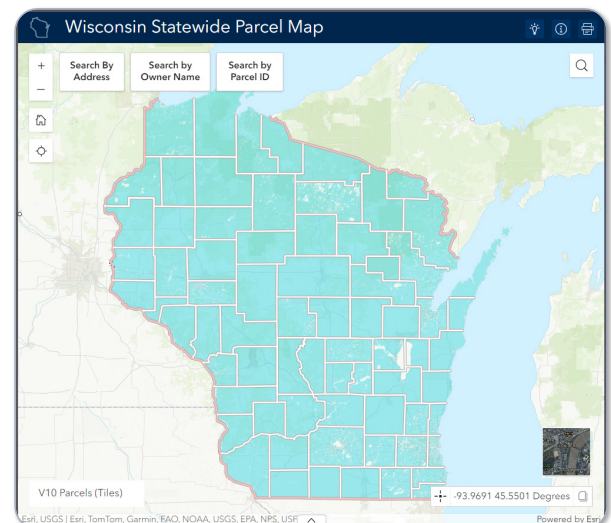 Wisconsin Statewide Parcel Map
+
−
Search By
Address
Search by
Owner Name
Search by
Parcel ID
V10 Parcels (Tiles)
-93.9691 45.5501 Degrees
Esri, USGS | Esri, TomTom, Garmin, FAO, NOAA, USGS, EPA, NPS, USF
Powered by Esri